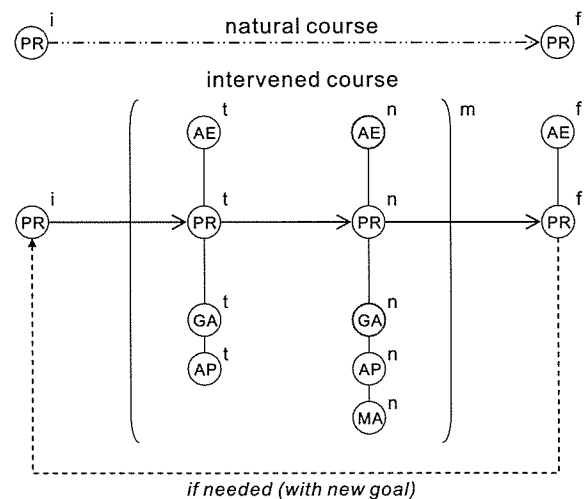 natural course
PR i PR f
intervened course
AE t AE n m AE f
PR i PR t PR n PR f
GA t GA n
AP t AP n
MA n
if needed (with new goal)